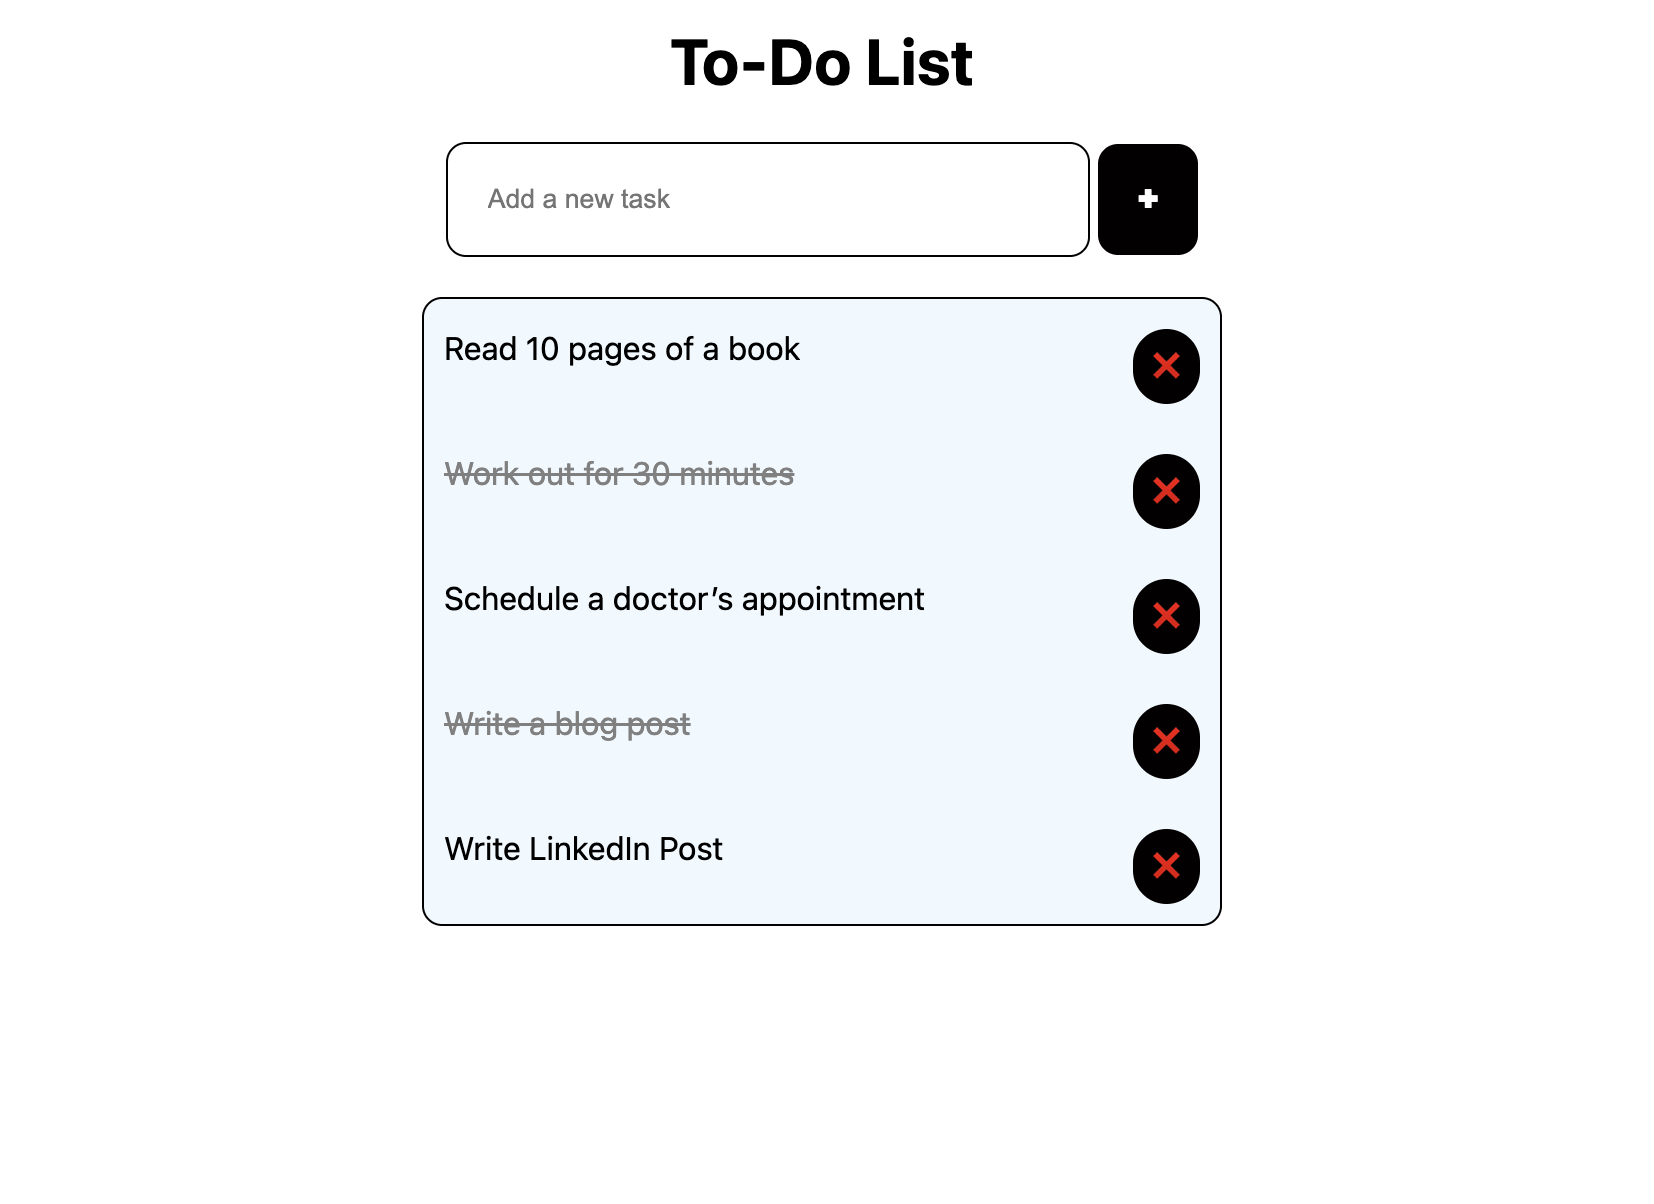 To-Do List
Add a new task
Read 10 pages of a book
Work out for 30 minutes
Schedule a doctor’s appointment
Write a blog post
Write LinkedIn Post